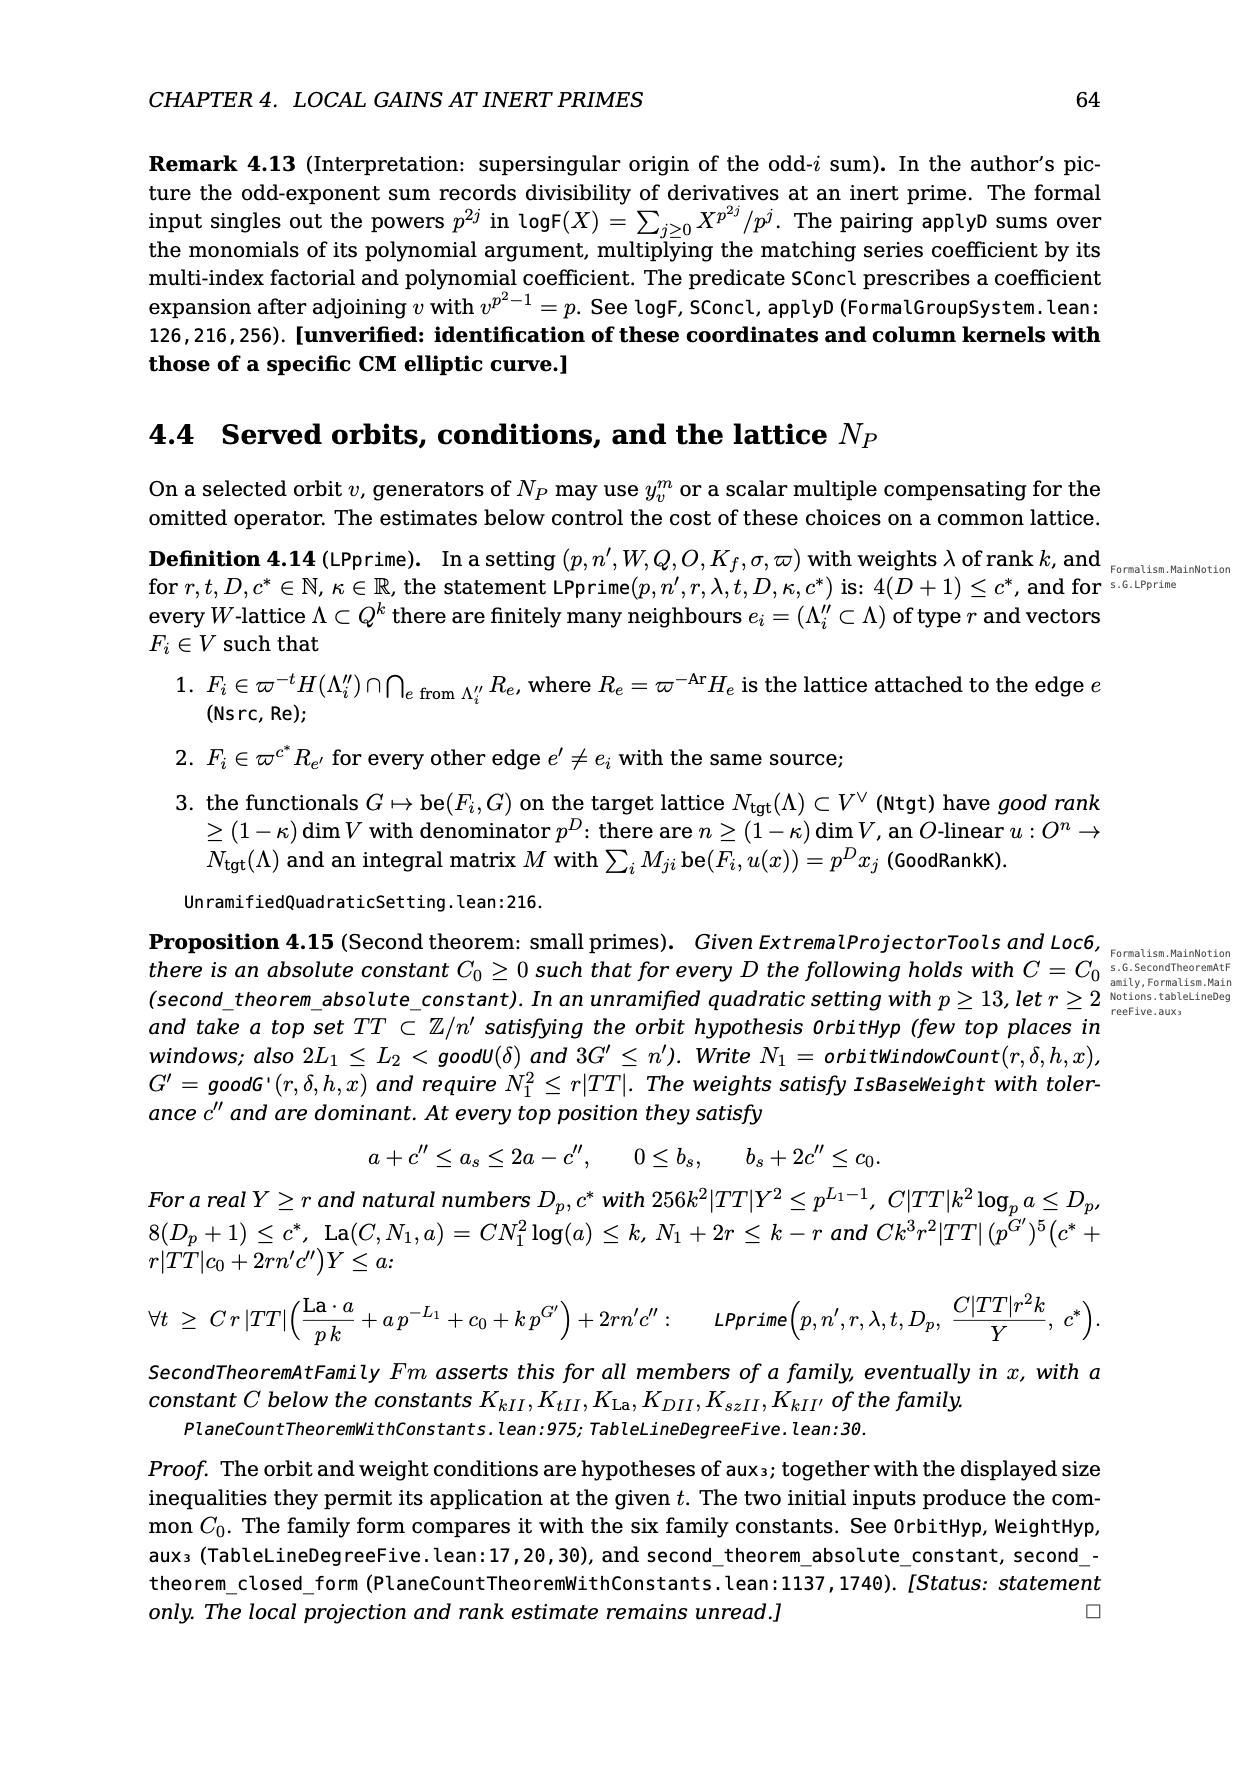 CHAPTER 4. LOCAL GAINS AT INERT PRIMES 64
Remark 4.13 (Interpretation: supersingular origin of the odd-i sum). In the author's pic-
ture the odd-exponent sum records divisibility of derivatives at an inert prime. The formal
input singles out the powers p^{2j} in logF(X) = ∑_{j≥0} X^{p^{2j}}/p^j. The pairing applyD sums over
the monomials of its polynomial argument, multiplying the matching series coefficient by its
multi-index factorial and polynomial coefficient. The predicate SConcl prescribes a coefficient
expansion after adjoining v with v^{p^2−1} = p. See logF, SConcl, applyD (FormalGroupSystem.lean:
126,216,256). [unverified: identification of these coordinates and column kernels with
those of a specific CM elliptic curve.]
4.4 Served orbits, conditions, and the lattice N_P
On a selected orbit v, generators of N_P may use y_v^m or a scalar multiple compensating for the
omitted operator. The estimates below control the cost of these choices on a common lattice.
Definition 4.14 (LPprime). In a setting (p, n′, W, Q, O, K_f, σ, ϖ) with weights λ of rank k, and
for r, t, D, c* ∈ ℕ, κ ∈ ℝ, the statement LPprime(p, n′, r, λ, t, D, κ, c*) is: 4(D + 1) ≤ c*, and for
every W-lattice Λ ⊂ Q^k there are finitely many neighbours e_i = (Λ″_i ⊂ Λ) of type r and vectors
F_i ∈ V such that
Formalism.MainNotion
s.G.LPprime
1. F_i ∈ ϖ^{−t}H(Λ″_i) ∩ ⋂_{e from Λ″_i} R_e, where R_e = ϖ^{−Ar}H_e is the lattice attached to the edge e
(Nsrc, Re);
2. F_i ∈ ϖ^{c*}R_{e′} for every other edge e′ ≠ e_i with the same source;
3. the functionals G ↦ be(F_i, G) on the target lattice N_tgt(Λ) ⊂ V^∨ (Ntgt) have good rank
≥ (1 − κ) dim V with denominator p^D: there are n ≥ (1 − κ) dim V, an O-linear u : O^n →
N_tgt(Λ) and an integral matrix M with ∑_i M_{ji} be(F_i, u(x)) = p^D x_j (GoodRankK).
UnramifiedQuadraticSetting.lean:216.
Proposition 4.15 (Second theorem: small primes). Given ExtremalProjectorTools and Loc6,
there is an absolute constant C_0 ≥ 0 such that for every D the following holds with C = C_0
(second_theorem_absolute_constant). In an unramified quadratic setting with p ≥ 13, let r ≥ 2
and take a top set TT ⊂ ℤ/n′ satisfying the orbit hypothesis OrbitHyp (few top places in
windows; also 2L_1 ≤ L_2 < goodU(δ) and 3G′ ≤ n′). Write N_1 = orbitWindowCount(r, δ, h, x),
G′ = goodG'(r, δ, h, x) and require N_1^2 ≤ r|TT|. The weights satisfy IsBaseWeight with toler-
ance c″ and are dominant. At every top position they satisfy
Formalism.MainNotion
s.G.SecondTheoremAtF
amily,Formalism.Main
Notions.tableLineDeg
reeFive.aux₃
a + c″ ≤ a_s ≤ 2a − c″, 0 ≤ b_s, b_s + 2c″ ≤ c_0.
For a real Y ≥ r and natural numbers D_p, c* with 256k^2|TT|Y^2 ≤ p^{L_1−1}, C|TT|k^2 log_p a ≤ D_p,
8(D_p + 1) ≤ c*, La(C, N_1, a) = CN_1^2 log(a) ≤ k, N_1 + 2r ≤ k − r and Ck^3r^2|TT| (p^{G′})^5(c* +
r|TT|c_0 + 2rn′c″)Y ≤ a:
∀t ≥ C r |TT|(La · a / p k + a p^{−L_1} + c_0 + k p^{G′}) + 2rn′c″ : LPprime(p, n′, r, λ, t, D_p, C|TT|r^2k / Y, c*).
SecondTheoremAtFamily Fm asserts this for all members of a family, eventually in x, with a
constant C below the constants K_{kII}, K_{tII}, K_{La}, K_{DII}, K_{szII}, K_{kII′} of the family.
PlaneCountTheoremWithConstants.lean:975; TableLineDegreeFive.lean:30.
Proof. The orbit and weight conditions are hypotheses of aux₃; together with the displayed size
inequalities they permit its application at the given t. The two initial inputs produce the com-
mon C_0. The family form compares it with the six family constants. See OrbitHyp, WeightHyp,
aux₃ (TableLineDegreeFive.lean:17,20,30), and second_theorem_absolute_constant, second_-
theorem_closed_form (PlaneCountTheoremWithConstants.lean:1137,1740). [Status: statement
only. The local projection and rank estimate remains unread.] □